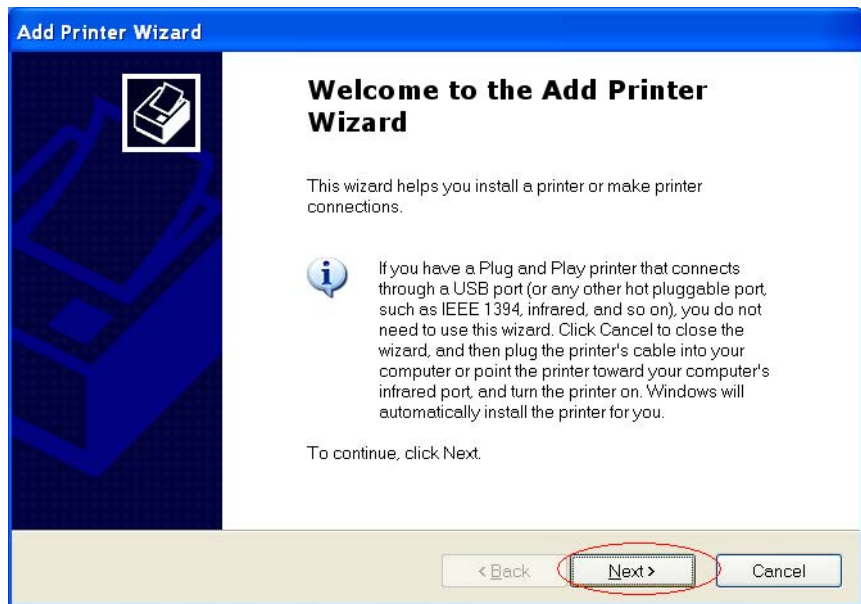 Add Printer Wizard
Welcome to the Add Printer
Wizard
This wizard helps you install a printer or make printer
connections.
If you have a Plug and Play printer that connects
through a USB port (or any other hot pluggable port,
such as IEEE 1394, infrared, and so on), you do not
need to use this wizard. Click Cancel to close the
wizard, and then plug the printer's cable into your
computer or point the printer toward your computer's
infrared port, and turn the printer on. Windows will
automatically install the printer for you.
To continue, click Next.
< Back Next > Cancel